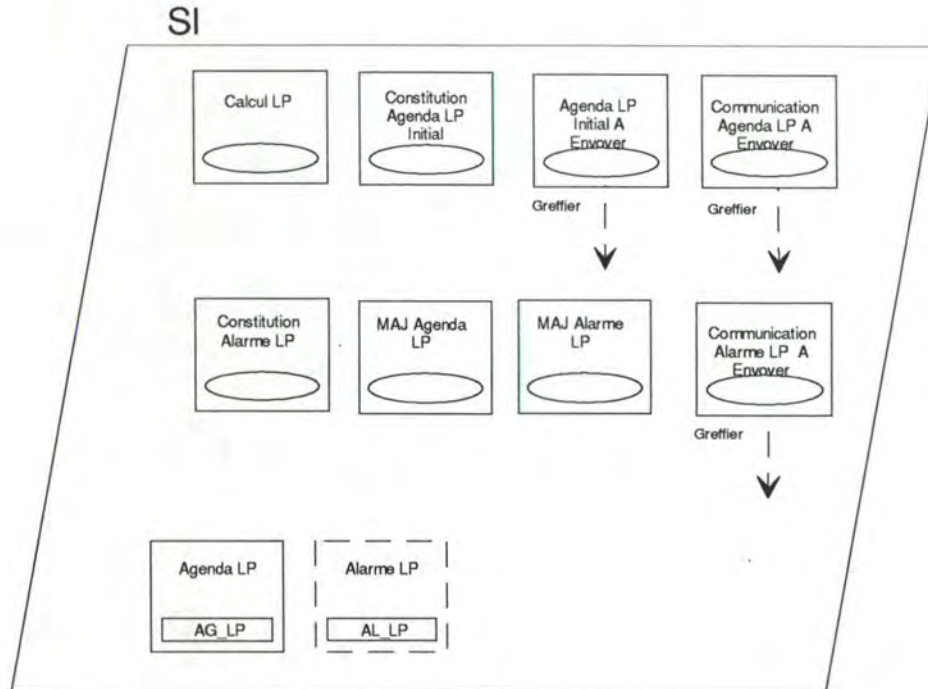 SI
Calcul LP
Constitution
Agenda LP
Initial
Agenda LP
Initial A
Envoyer
Communication
Agenda LP A
Envoyer
Greffier
Greffier
Constitution
Alarme LP
MAJ Agenda
LP
MAJ Alarme
LP
Communication
Alarme LP A
Envoyer
Greffier
Agenda LP
AG_LP
Alarme LP
AL_LP